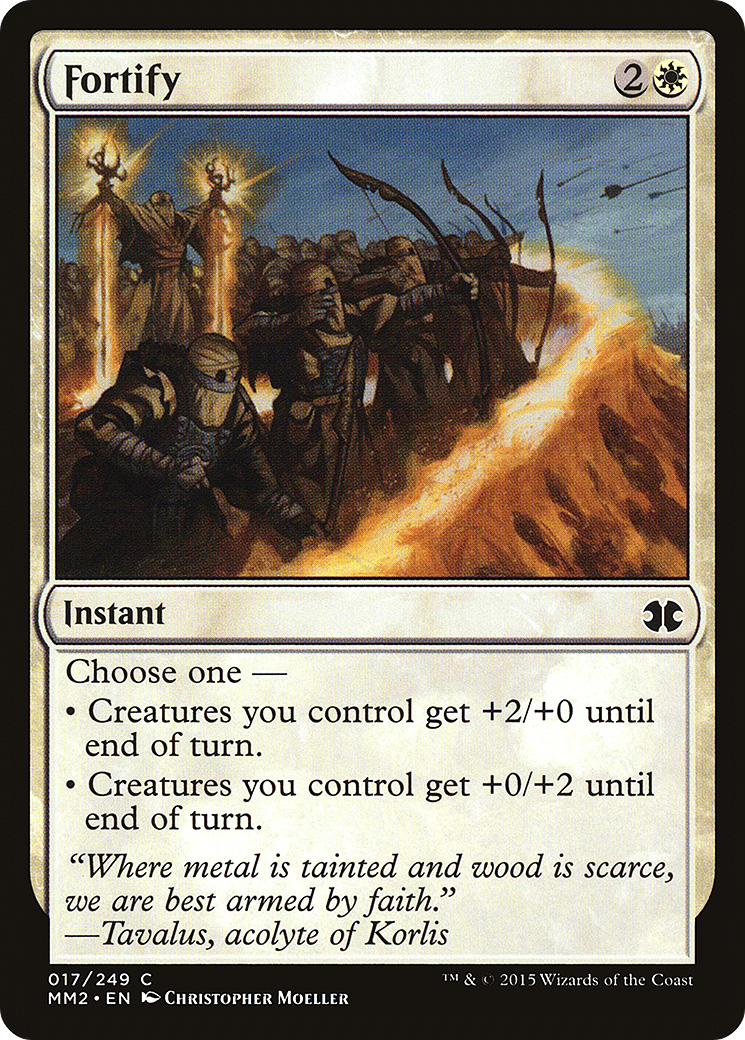 Fortify
2
Instant
Choose one —
• Creatures you control get +2/+0 until
end of turn.
• Creatures you control get +0/+2 until
end of turn.
“Where metal is tainted and wood is scarce,
we are best armed by faith.”
—Tavalus, acolyte of Korlis
017/249 C
MM2 • EN Christopher Moeller
™ & © 2015 Wizards of the Coast